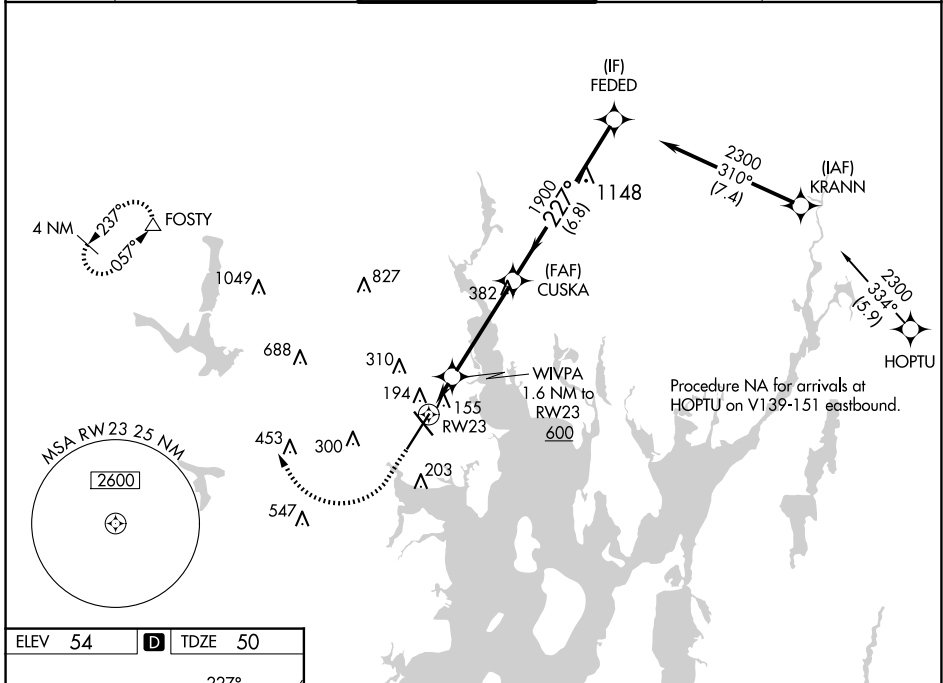 (IF)
FEDED
2300
310°
(7.4)
(IAF)
KRANN
1148
1900
227°
(6.8)
4 NM
237°
057°
FOSTY
(FAF)
CUSKA
382
1049
827
2300
334°
(5.9)
HOPTU
688
310
WIVPA
1.6 NM to
RW23
600
194
155
RW23
Procedure NA for arrivals at
HOPTU on V139-151 eastbound.
453
300
203
547
MSA RW 23 25 NM
2600
ELEV 54 D TDZE 50
227°